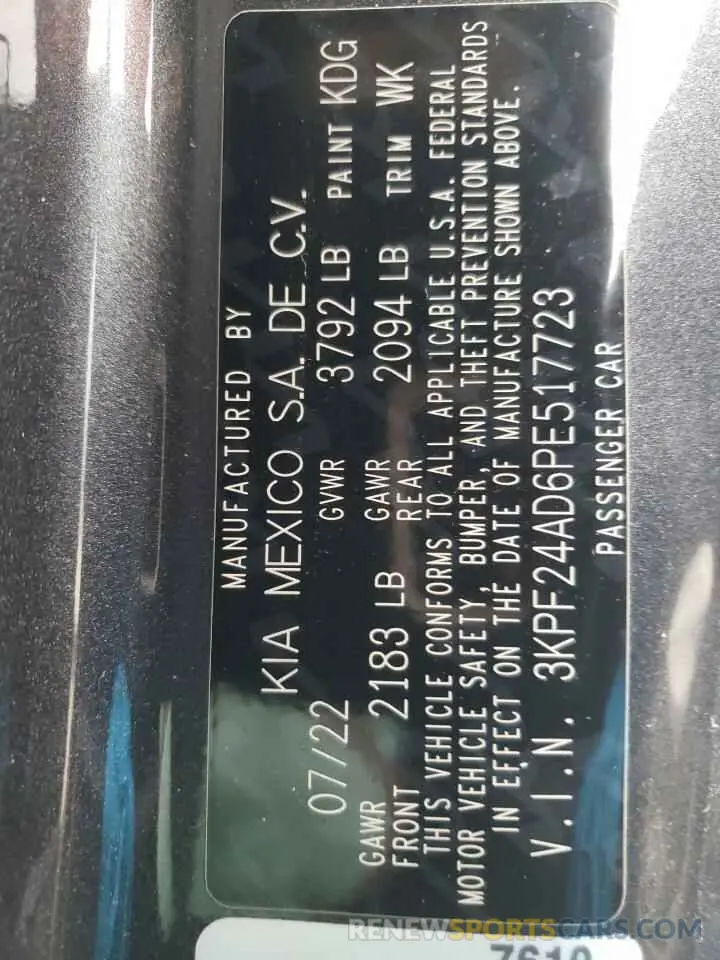 MANUFACTURED BY
KIA MEXICO S.A. DE C.V.
07/22 GVWR 3792 LB PAINT KDG
GAWR FRONT 2183 LB GAWR REAR 2094 LB TRIM WK
THIS VEHICLE CONFORMS TO ALL APPLICABLE U.S.A. FEDERAL
MOTOR VEHICLE SAFETY, BUMPER, AND THEFT PREVENTION STANDARDS
IN EFFECT ON THE DATE OF MANUFACTURE SHOWN ABOVE.
V.I.N. 3KPF24AD6PE517723
PASSENGER CAR
RENEWSPORTSCARS.COM